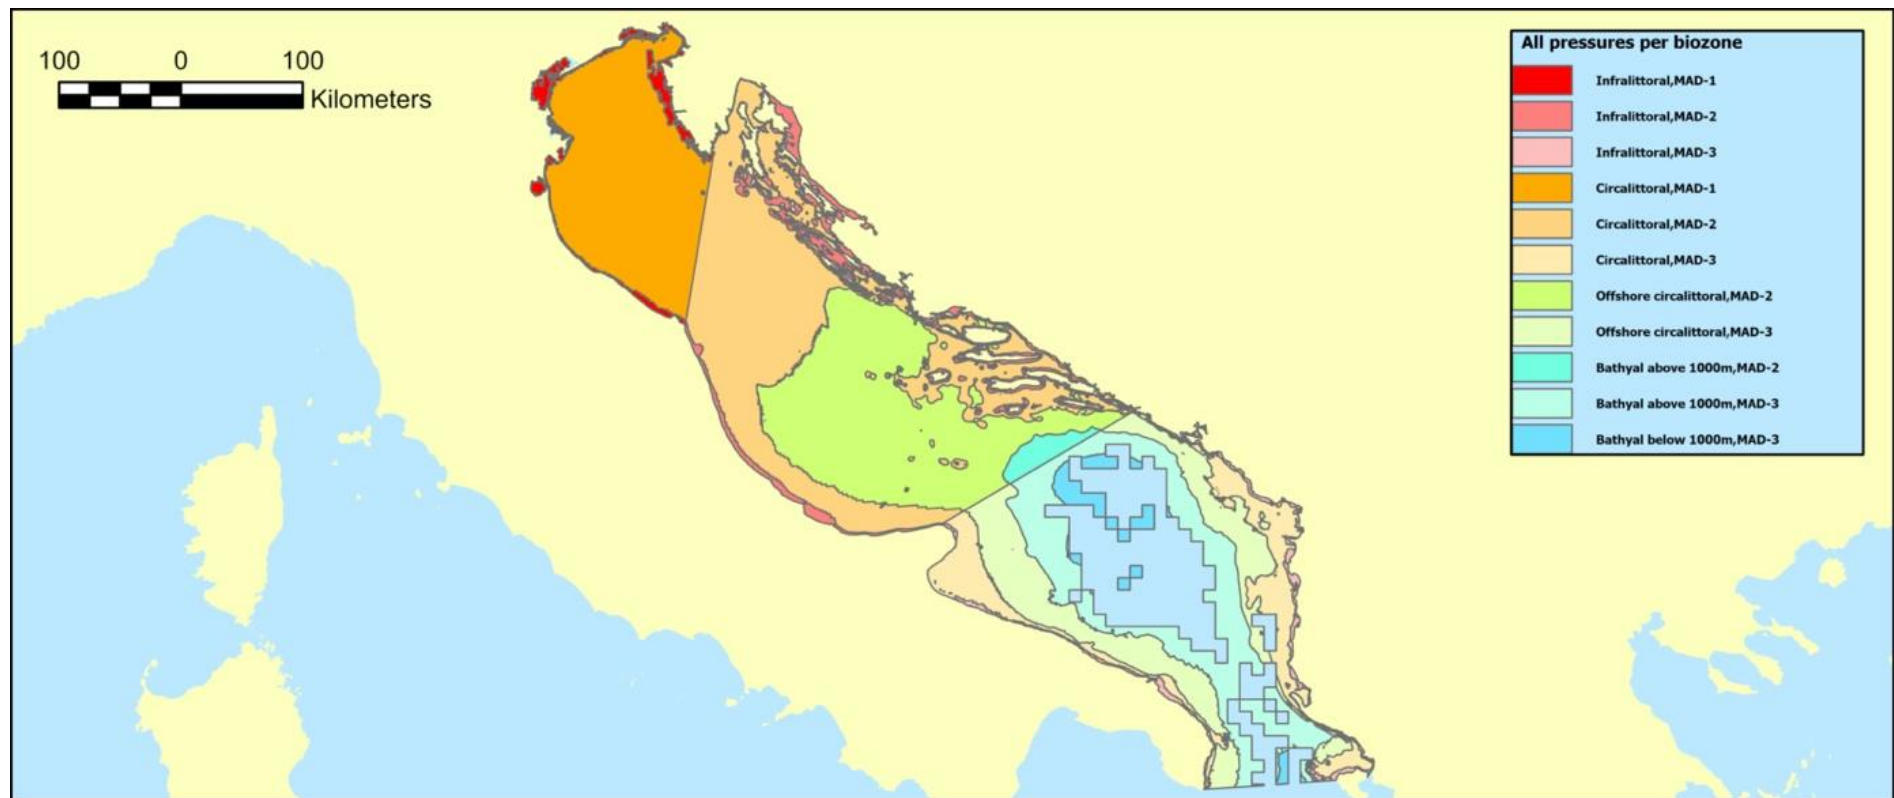 100 0 100
Kilometers
All pressures per biozone
Infralittoral,MAD-1
Infralittoral,MAD-2
Infralittoral,MAD-3
Circalittoral,MAD-1
Circalittoral,MAD-2
Circalittoral,MAD-3
Offshore circalittoral,MAD-2
Offshore circalittoral,MAD-3
Bathyal above 1000m,MAD-2
Bathyal above 1000m,MAD-3
Bathyal below 1000m,MAD-3